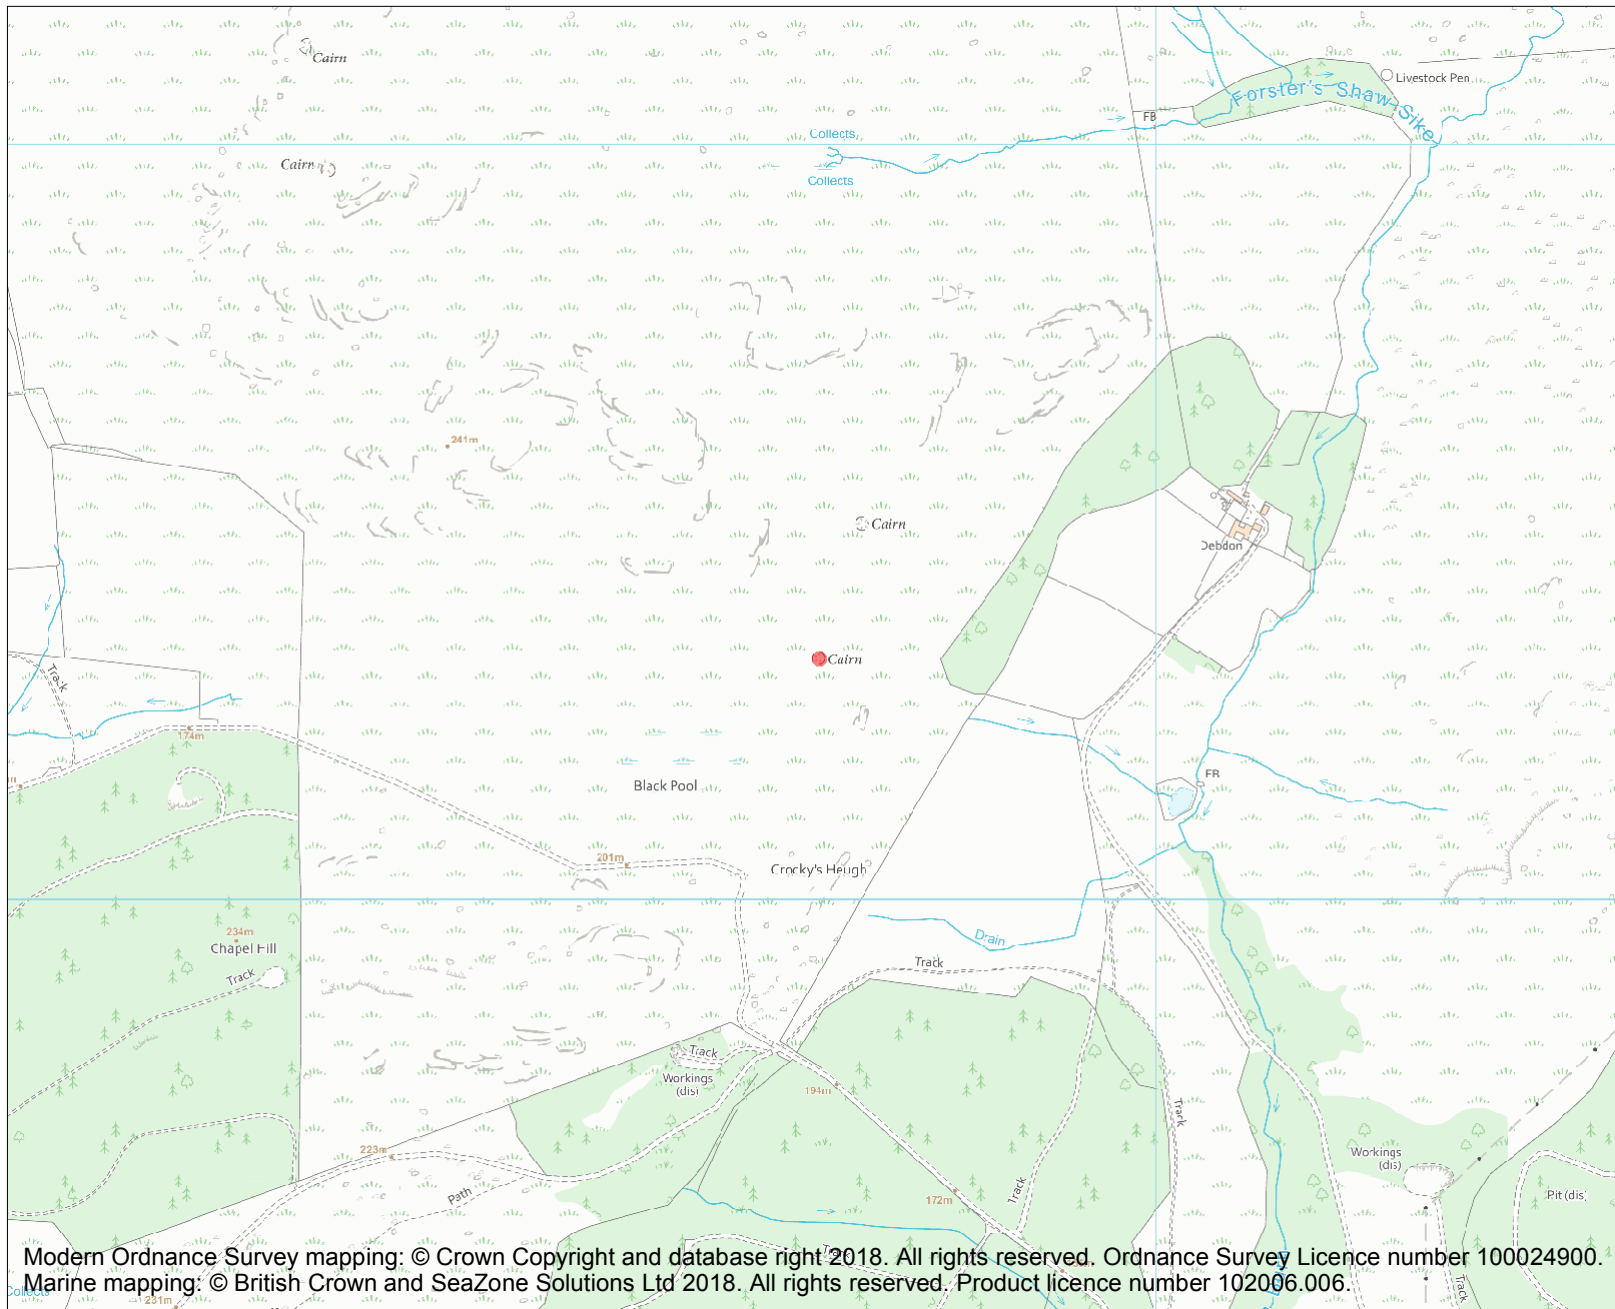 Cairn
Livestock Pen
Forster's Shaw Sike
FB
Collects
Cairn
Collects
241m
Cairn
Debdon
Cairn
Track
174m
FB
Black Pool
201m
Crocky's Heugh
234m
Chapel Hill
Drain
Track
Track
Track
Workings
(dis)
194m
Track
223m
Workings
(dis)
Path
172m
Track
Pit (dis)
Track
Track
Collects
231m
Modern Ordnance Survey mapping: © Crown Copyright and database right 2018. All rights reserved. Ordnance Survey Licence number 100024900.
Marine mapping: © British Crown and SeaZone Solutions Ltd 2018. All rights reserved. Product licence number 102006.006.